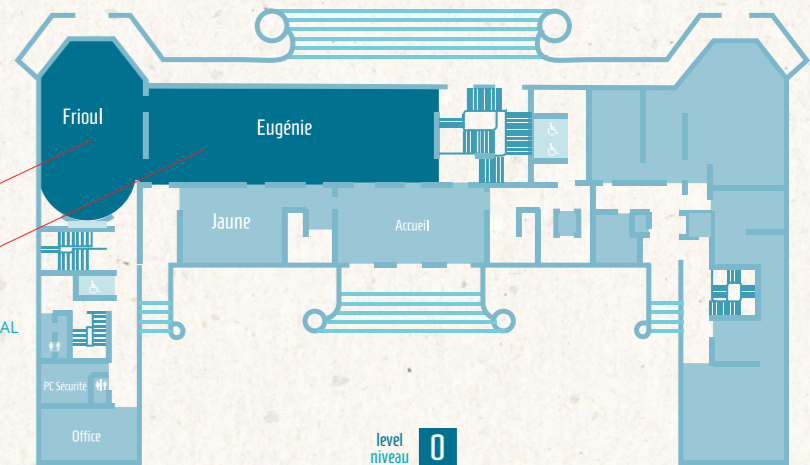 Frioul
Eugénie
Jaune
Accueil
AL
PC Sécurité
Office
level
niveau
0